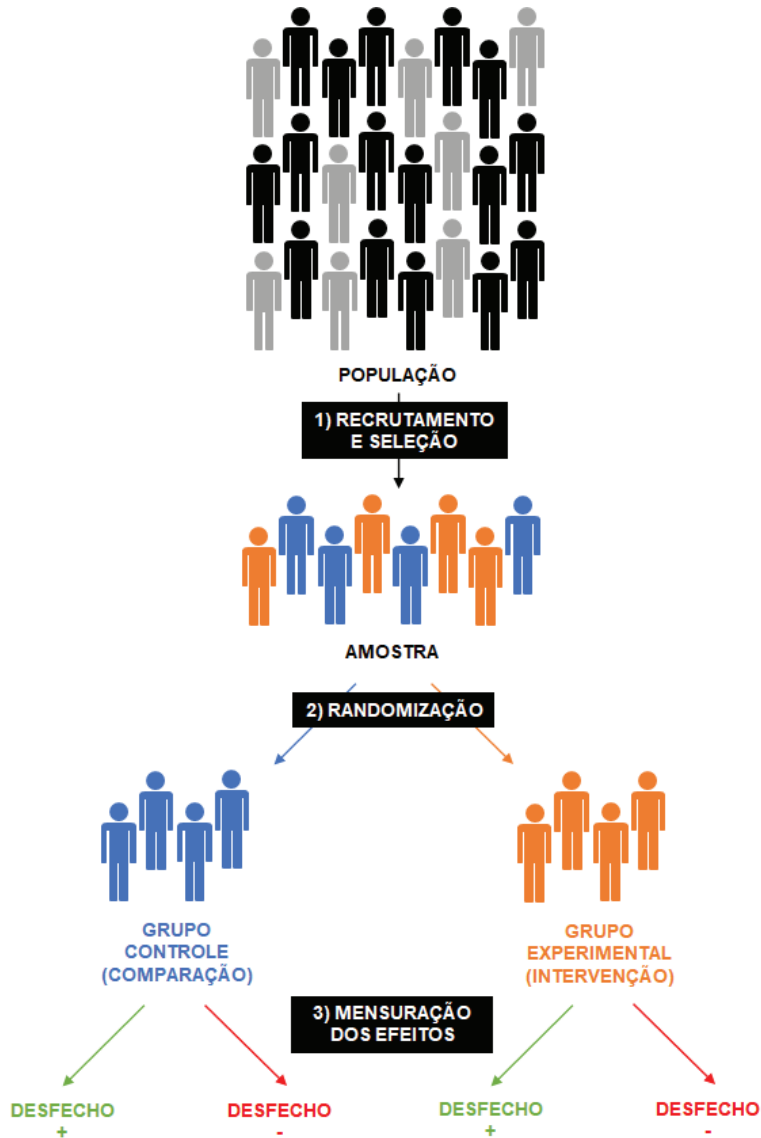 POPULAÇÃO
1) RECRUTAMENTO
E SELEÇÃO
AMOSTRA
2) RANDOMIZAÇÃO
GRUPO
CONTROLE
(COMPARAÇÃO)
GRUPO
EXPERIMENTAL
(INTERVENÇÃO)
3) MENSURAÇÃO
DOS EFEITOS
DESFECHO
+
DESFECHO
-
DESFECHO
+
DESFECHO
-